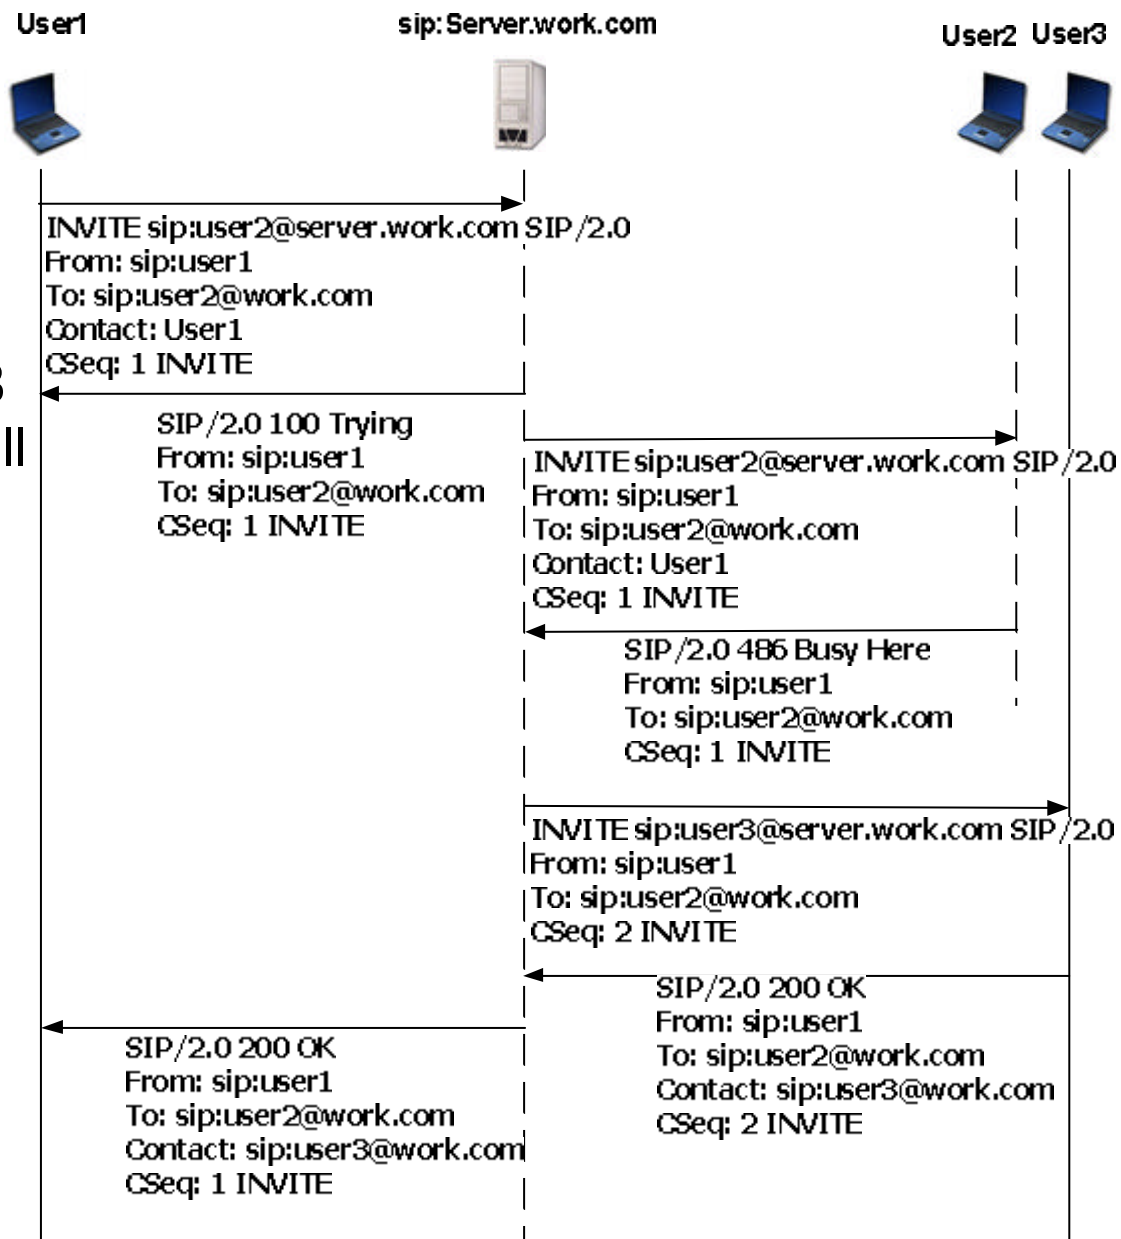 User1
sip:Server.work.com
User2 User3
INVITE sip:user2@server.work.com SIP/2.0
From: sip:user1
To: sip:user2@work.com
Contact: User1
CSeq: 1 INVITE
SIP/2.0 100 Trying
From: sip:user1
To: sip:user2@work.com
CSeq: 1 INVITE
INVITE sip:user2@server.work.com SIP/2.0
From: sip:user1
To: sip:user2@work.com
Contact: User1
CSeq: 1 INVITE
SIP/2.0 486 Busy Here
From: sip:user1
To: sip:user2@work.com
CSeq: 1 INVITE
INVITE sip:user3@server.work.com SIP/2.0
From: sip:user1
To: sip:user2@work.com
CSeq: 2 INVITE
SIP/2.0 200 OK
From: sip:user1
To: sip:user2@work.com
Contact: sip:user3@work.com
CSeq: 2 INVITE
SIP/2.0 200 OK
From: sip:user1
To: sip:user2@work.com
Contact: sip:user3@work.com
CSeq: 1 INVITE